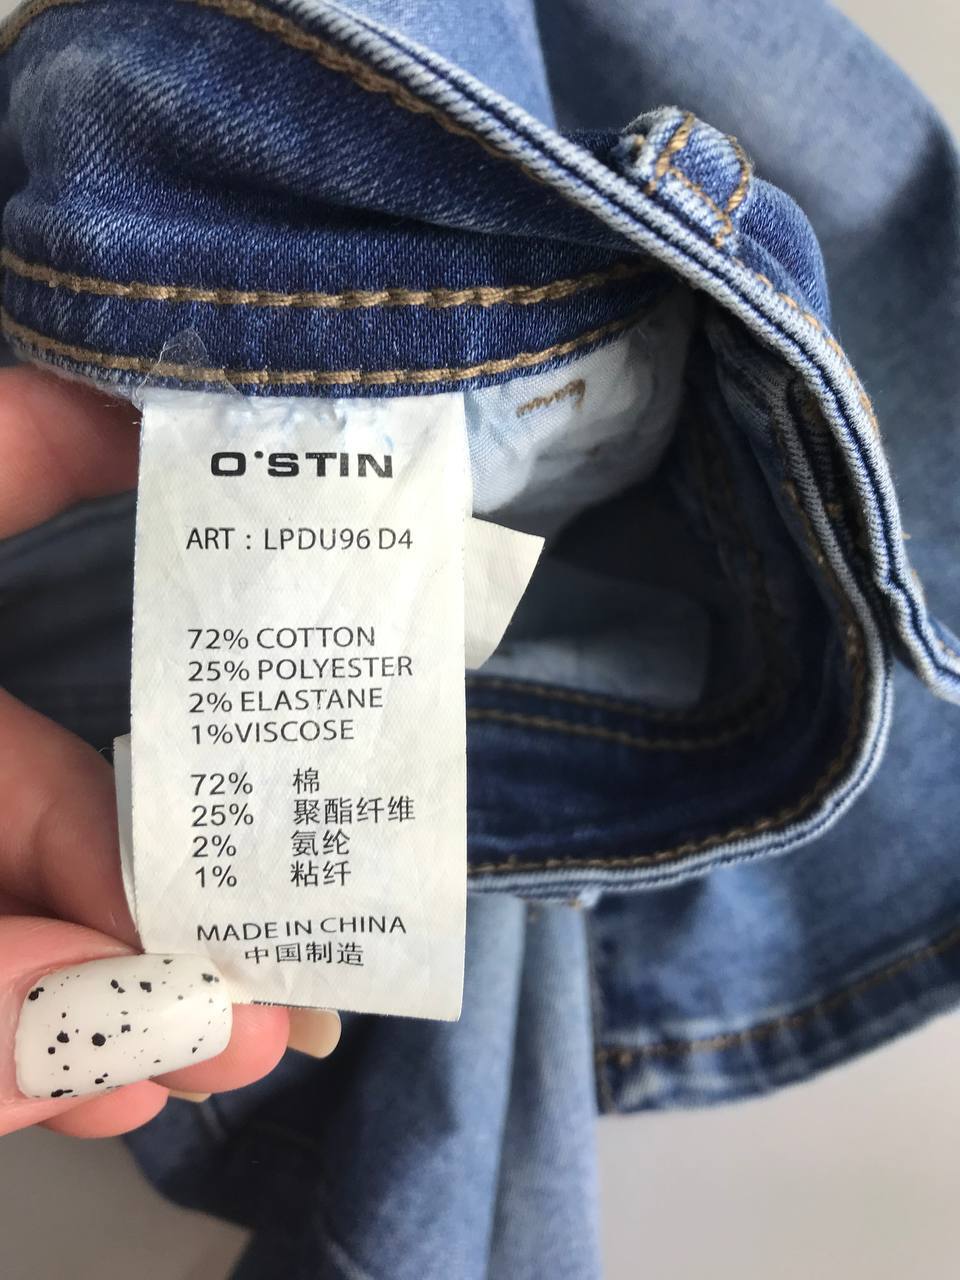 O'STIN
ART : LPDU96 D4
72% COTTON
25% POLYESTER
2% ELASTANE
1%VISCOSE
72% 棉
25% 聚酯纤维
2% 氨纶
1% 粘纤
MADE IN CHINA
中国制造